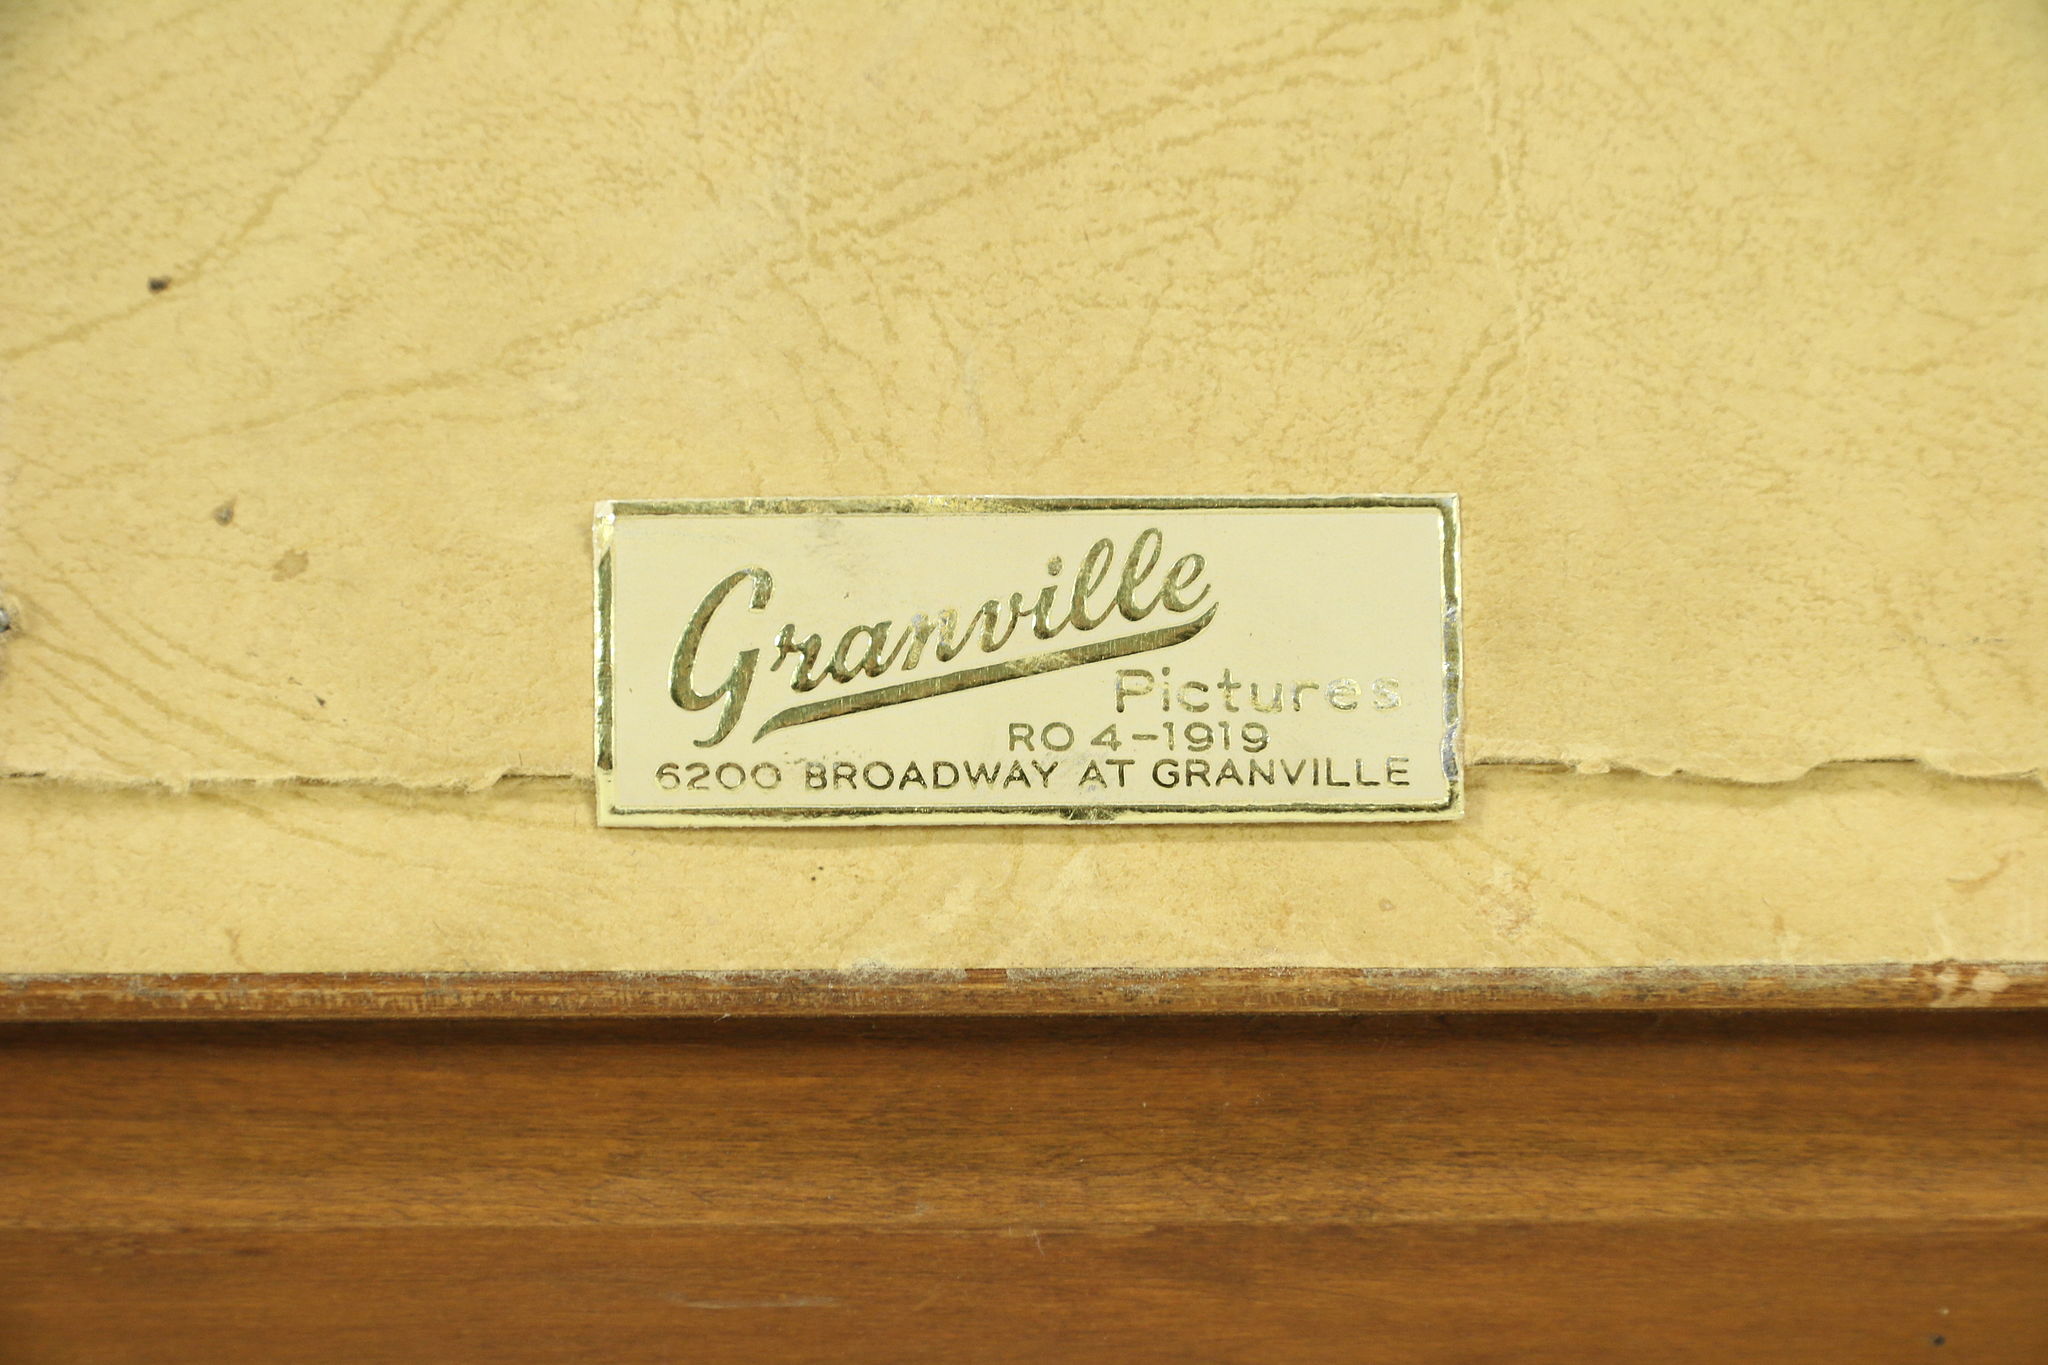 Granville
Pictures
RO 4-1919
6200 BROADWAY AT GRANVILLE